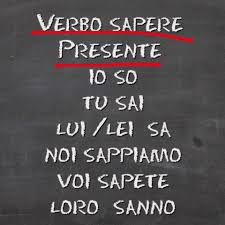 VERBO SAPERE
PRESENTE
IO SO
TU SAI
LUI /LEI SA
NOI SAPPIAMO
VOI SAPETE
LORO SANNO